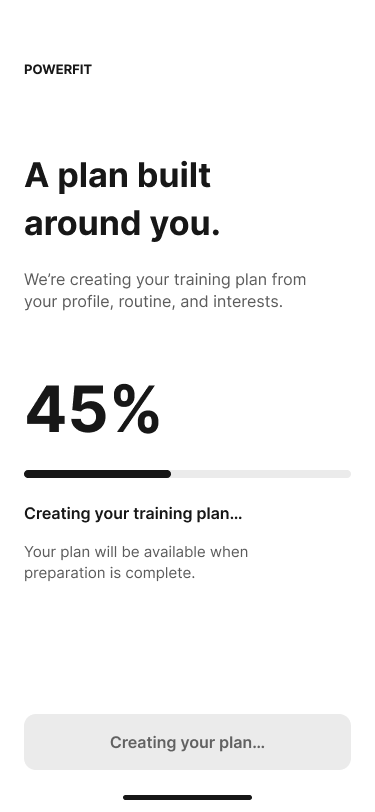 POWERFIT
A plan built
around you.
We’re creating your training plan from
your profile, routine, and interests.
45%
Creating your training plan…
Your plan will be available when
preparation is complete.
Creating your plan…